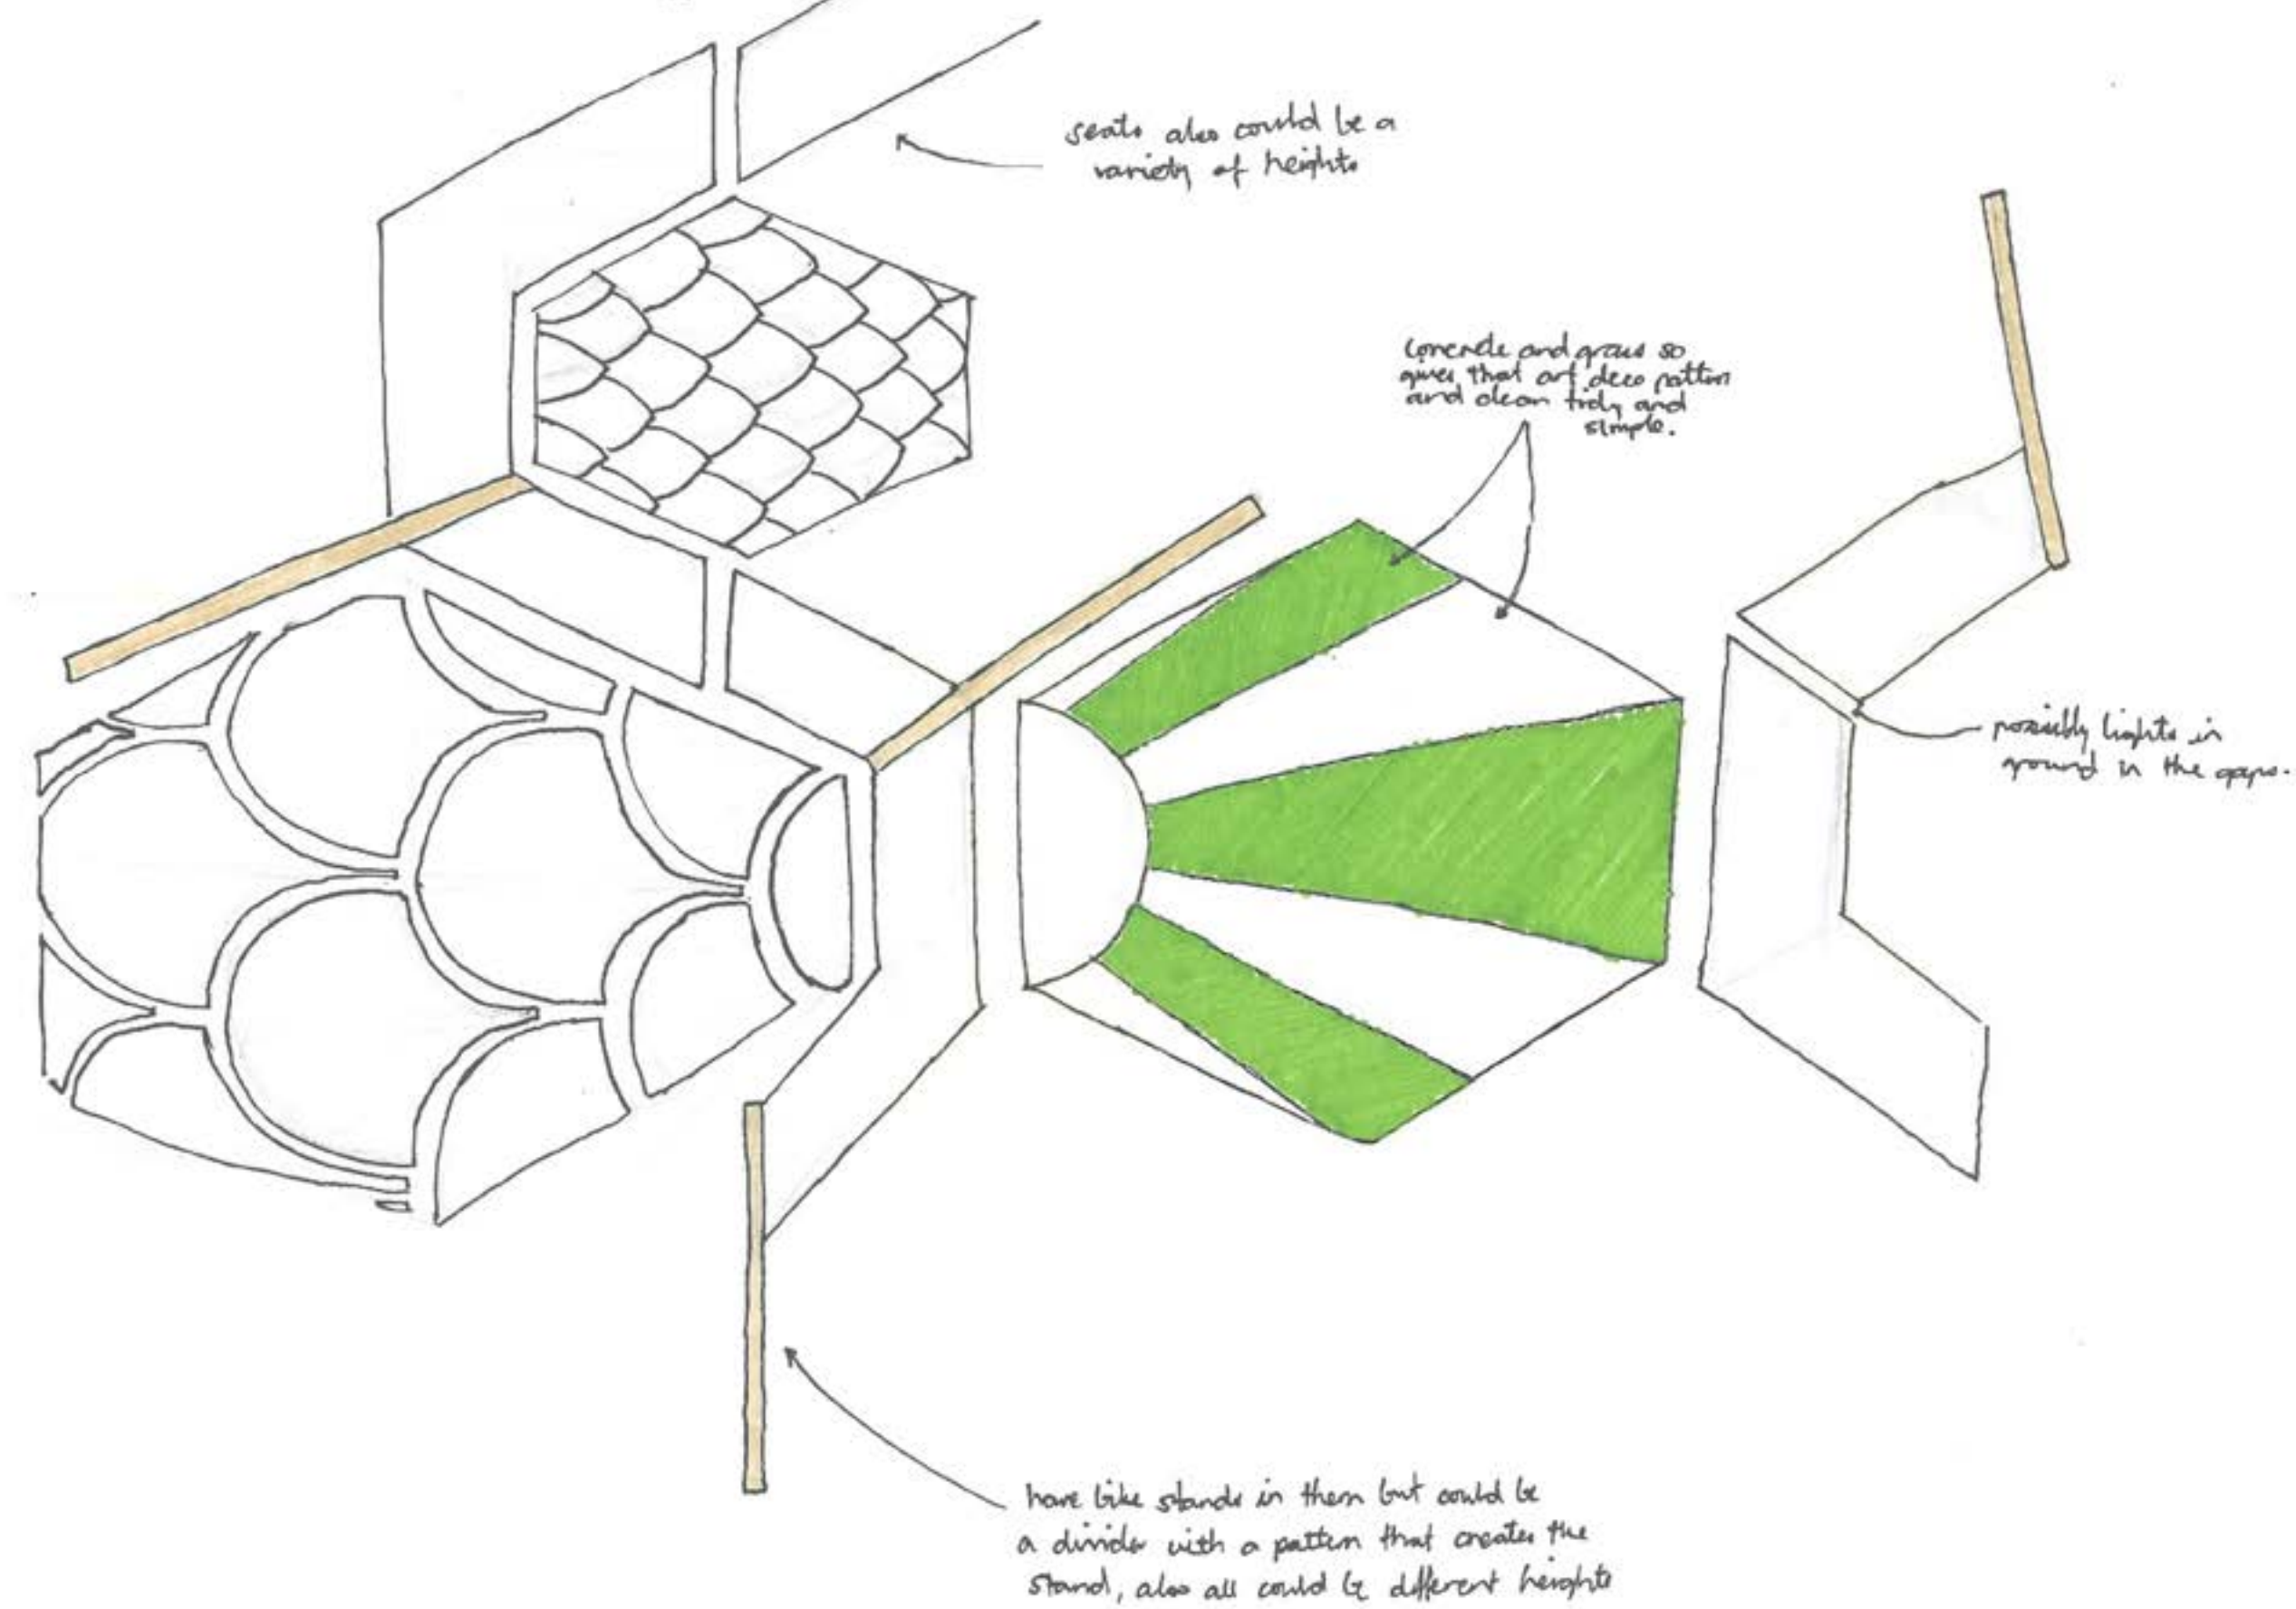 seats also could be a
variety of heights
concrete and grass so
gives that art deco pattern
and clean tidy and
simple.
possibly lights in
ground in the gaps.
have like stands in them but could be
a divider with a pattern that creates the
stand, also all could be different heights